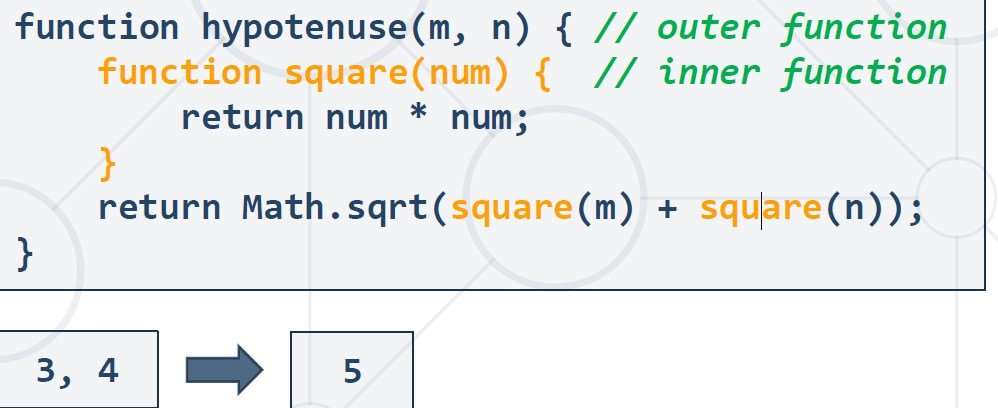 function hypotenuse(m, n) { // outer function
    function square(num) {  // inner function
        return num * num;
    }
    return Math.sqrt(square(m) + square(n));
}
3, 4
5